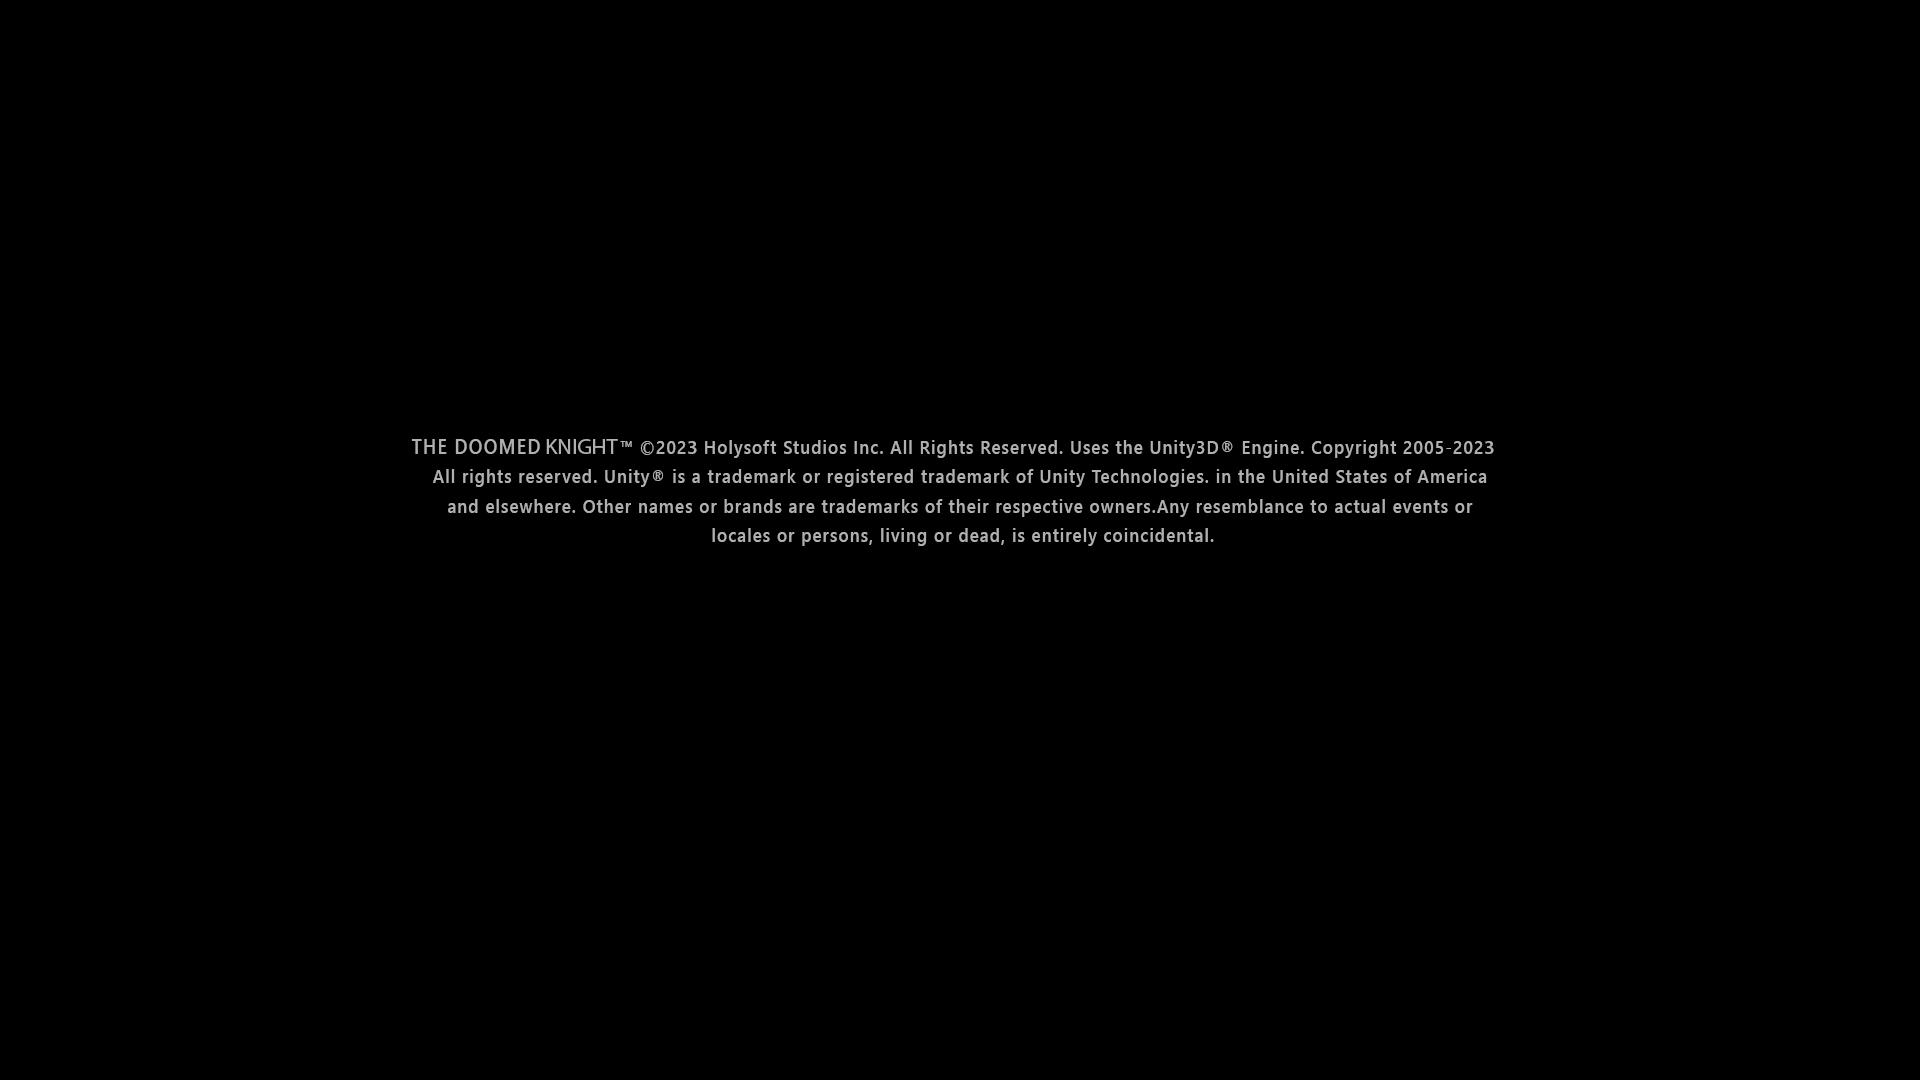 THE DOOMED KNIGHT™ ©2023 Holysoft Studios Inc. All Rights Reserved. Uses the Unity3D® Engine. Copyright 2005-2023
All rights reserved. Unity® is a trademark or registered trademark of Unity Technologies. in the United States of America
and elsewhere. Other names or brands are trademarks of their respective owners.Any resemblance to actual events or
locales or persons, living or dead, is entirely coincidental.